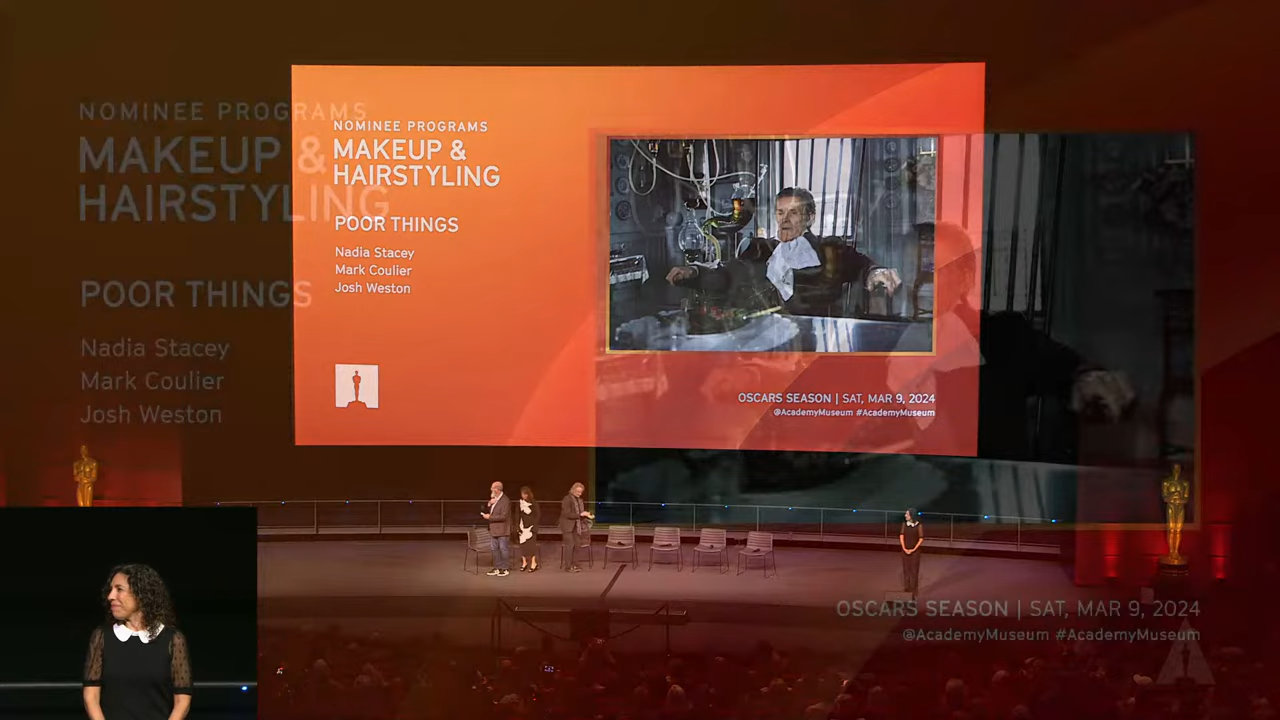 NOMINEE PROGRAMS
MAKEUP &
HAIRSTYLING
POOR THINGS
Nadia Stacey
Mark Coulier
Josh Weston
OSCARS SEASON | SAT, MAR 9, 2024
@AcademyMuseum #AcademyMuseum
NOMINEE PROGRAMS
MAKEUP &
HAIRSTYLING
POOR THINGS
Nadia Stacey
Mark Coulier
Josh Weston
OSCARS SEASON | SAT, MAR 9, 2024
@AcademyMuseum #AcademyMuseum